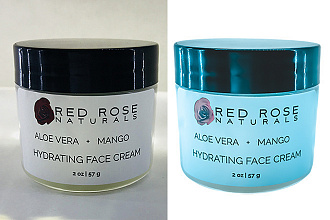 RED ROSE
NATURALS
ALOE VERA + MANGO
HYDRATING FACE CREAM
2 oz | 57 g
RED ROSE
NATURALS
ALOE VERA + MANGO
HYDRATING FACE CREAM
2 oz | 57 g